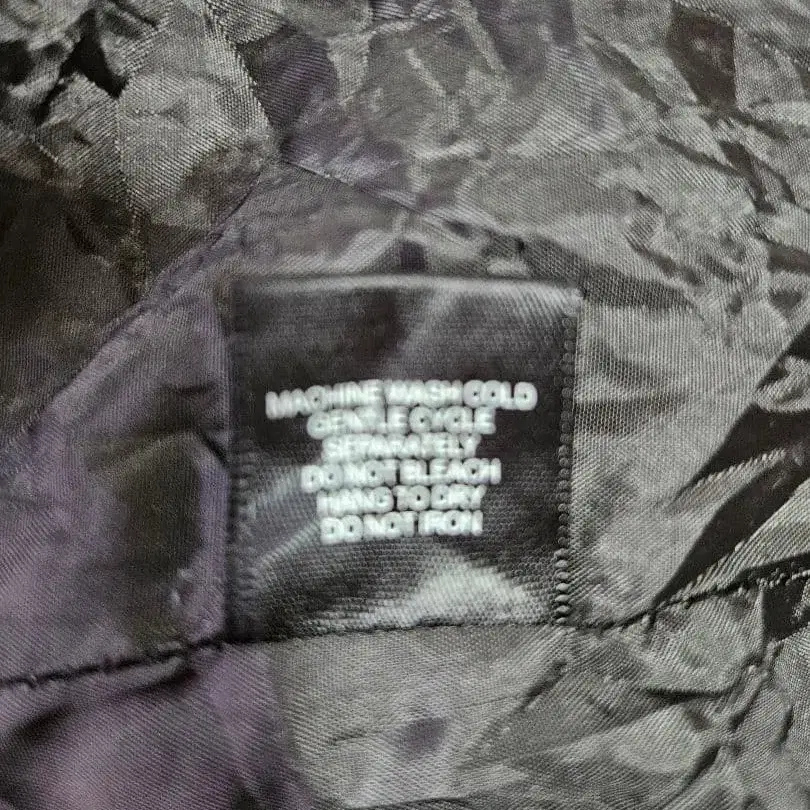 MACHINE WASH COLD
GENTLE CYCLE
SEPARATELY
DO NOT BLEACH
HANG TO DRY
DO NOT IRON